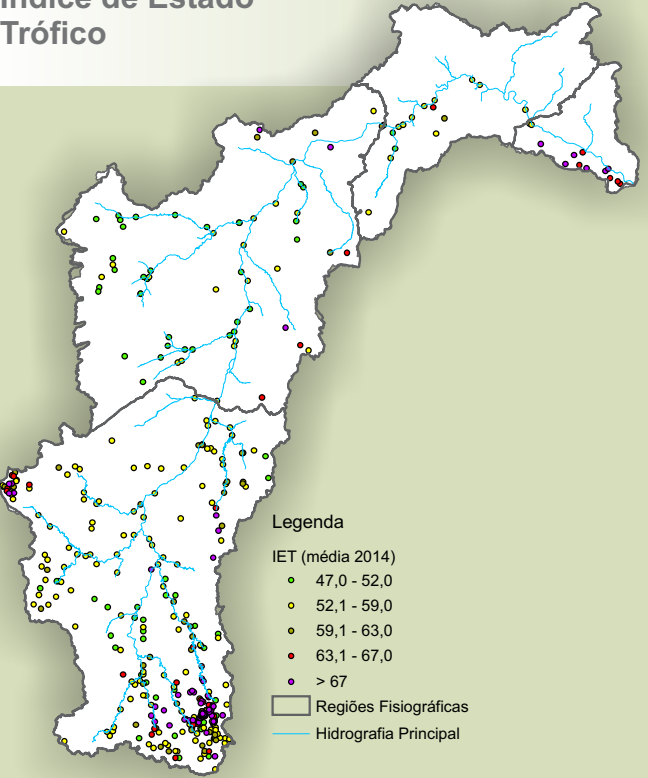 Índice de Estado
Trófico
Legenda
IET (média 2014)
47,0 - 52,0
52,1 - 59,0
59,1 - 63,0
63,1 - 67,0
> 67
Regiões Fisiográficas
Hidrografia Principal